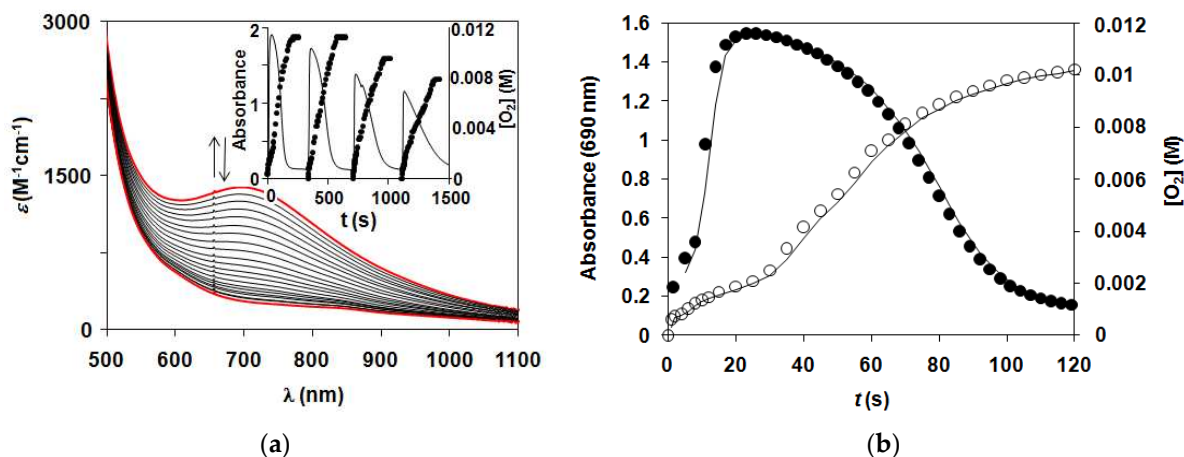 3000
1500
0
ε(M⁻¹cm⁻¹)
500 600 700 800 900 1000 1100
λ (nm)
2
1
0
Absorbance
0.012
0.008
0.004
0
[O₂] (M)
0 500 1000 1500
t (s)
(a)
1.6
1.4
1.2
1
0.8
0.6
0.4
0.2
0
Absorbance (690 nm)
0.012
0.01
0.008
0.006
0.004
0.002
0
[O₂] (M)
0 20 40 60 80 100 120
t (s)
(b)